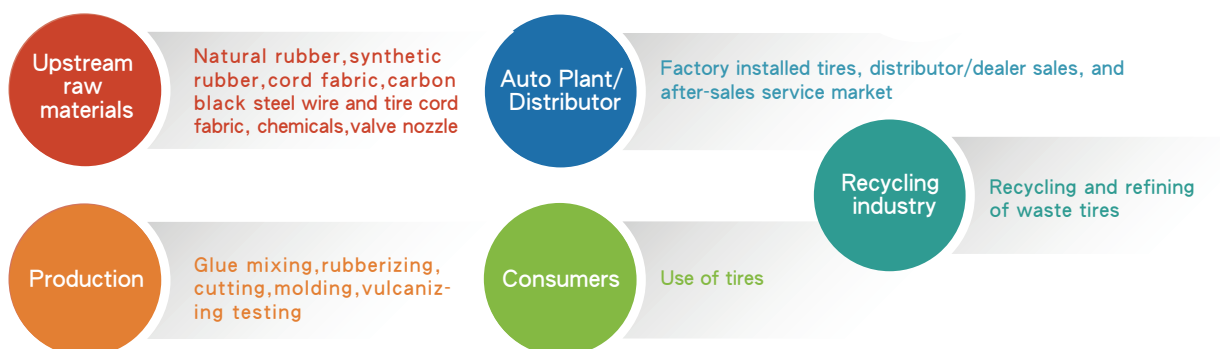 Upstream
raw
materials
Natural rubber,synthetic
rubber,cord fabric,carbon
black steel wire and tire cord
fabric, chemicals,valve nozzle
Production
Glue mixing,rubberizing,
cutting,molding,vulcaniz-
ing testing
Auto Plant/
Distributor
Factory installed tires, distributor/dealer sales, and
after-sales service market
Consumers
Use of tires
Recycling
industry
Recycling and refining
of waste tires